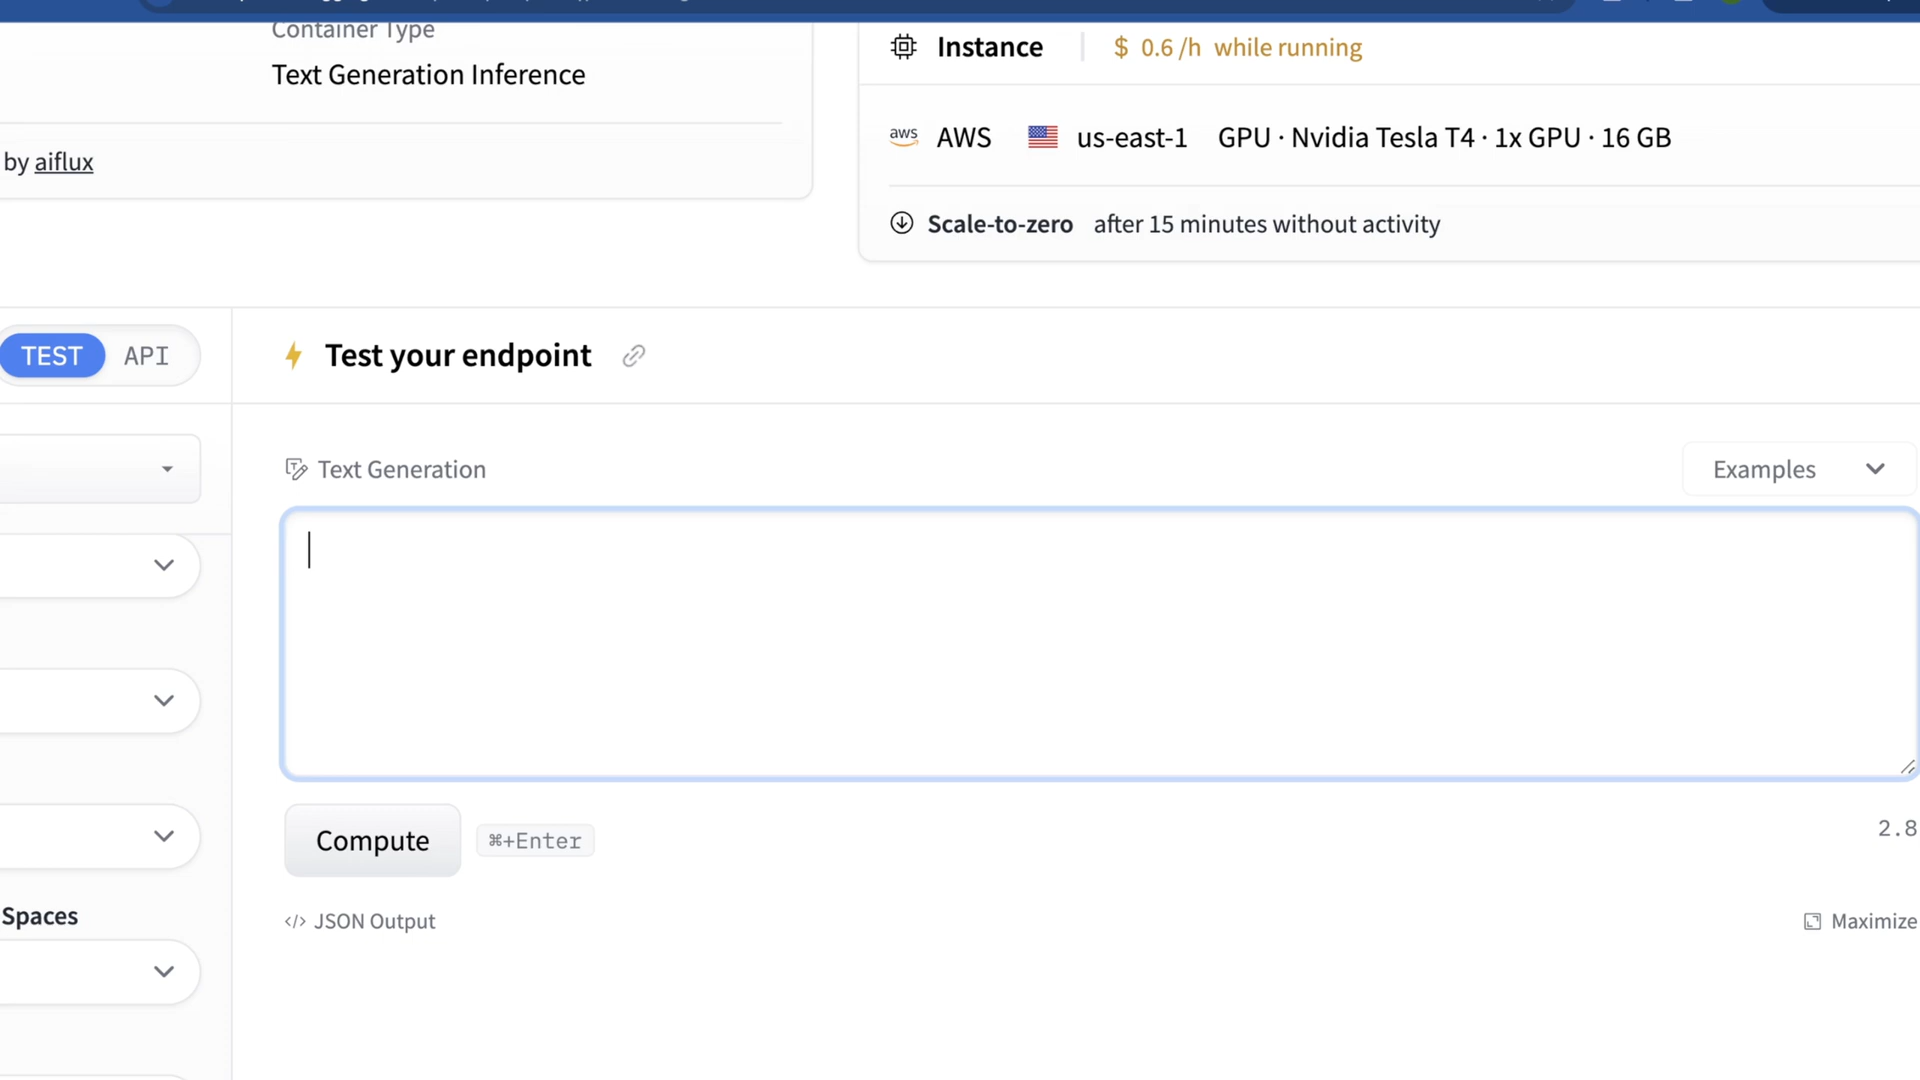 Container Type
Text Generation Inference
by aiflux
Instance $ 0.6 /h while running
aws AWS us-east-1 GPU · Nvidia Tesla T4 · 1x GPU · 16 GB
Scale-to-zero after 15 minutes without activity
TEST API
Test your endpoint
Text Generation
Examples
Compute ⌘+Enter
2.8
Spaces
</> JSON Output
Maximize